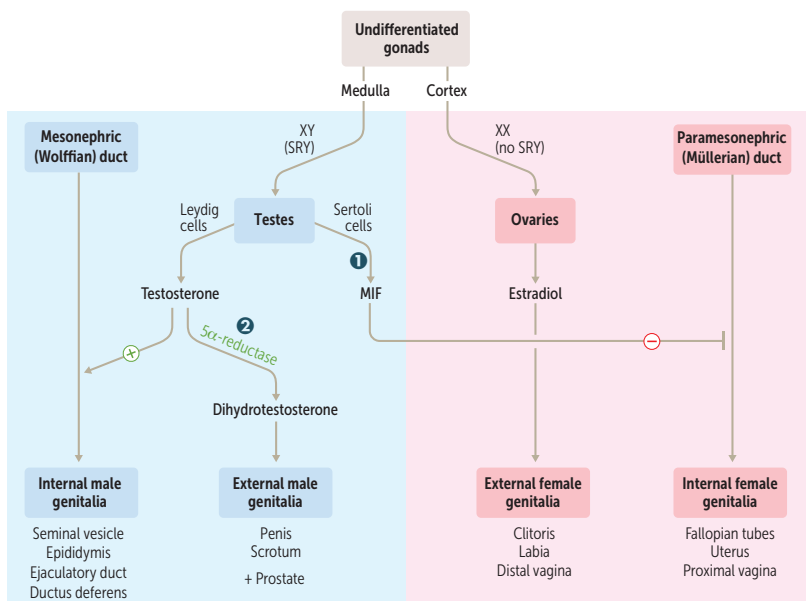 Undifferentiated
gonads
Medulla
Cortex
Mesonephric
(Wolffian) duct
XY
(SRY)
XX
(no SRY)
Paramesonephric
(Müllerian) duct
Leydig
cells
Testes
Sertoli
cells
Ovaries
1
Testosterone
MIF
Estradiol
2
5α-reductase
+
−
Dihydrotestosterone
Internal male
genitalia
Seminal vesicle
Epididymis
Ejaculatory duct
Ductus deferens
External male
genitalia
Penis
Scrotum
+ Prostate
External female
genitalia
Clitoris
Labia
Distal vagina
Internal female
genitalia
Fallopian tubes
Uterus
Proximal vagina